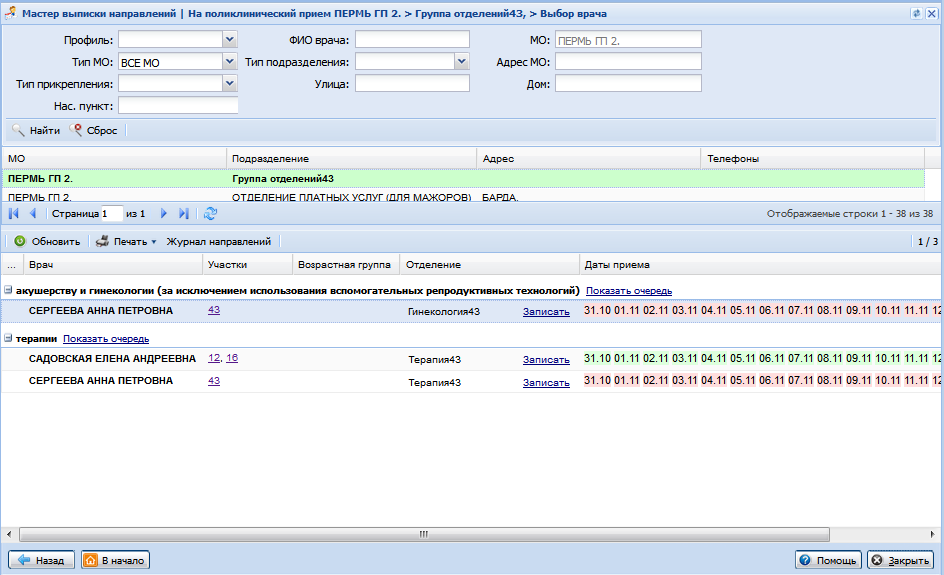 Мастер выписки направлений | На поликлинический прием ПЕРМЬ ГП 2. > Группа отделений43, > Выбор врача
Профиль: ФИО врача: МО: ПЕРМЬ ГП 2.
Тип МО: ВСЕ МО Тип подразделения: Адрес МО:
Тип прикрепления: Улица: Дом:
Нас. пункт:
Найти Сброс
МО Подразделение Адрес Телефоны
ПЕРМЬ ГП 2. Группа отделений43
ПЕРМЬ ГП 2. ОТДЕЛЕНИЕ ПЛАТНЫХ УСЛУГ (ДЛЯ МАЖОРОВ) БАРДА,
Страница 1 из 1 Отображаемые строки 1 - 38 из 38
Обновить Печать Журнал направлений 1 / 3
... Врач Участки Возрастная группа Отделение Даты приема
акушерству и гинекологии (за исключением использования вспомогательных репродуктивных технологий) Показать очередь
СЕРГЕЕВА АННА ПЕТРОВНА 43 Гинекология43 Записать 31.10 01.11 02.11 03.11 04.11 05.11 06.11 07.11 08.11 09.11 10.11 11.11 12
терапии Показать очередь
САДОВСКАЯ ЕЛЕНА АНДРЕЕВНА 12, 16 Терапия43 Записать 31.10 01.11 02.11 03.11 04.11 05.11 06.11 07.11 08.11 09.11 10.11 11.11 12
СЕРГЕЕВА АННА ПЕТРОВНА 43 Терапия43 Записать 31.10 01.11 02.11 03.11 04.11 05.11 06.11 07.11 08.11 09.11 10.11 11.11 12
Назад В начало Помощь Закрыть